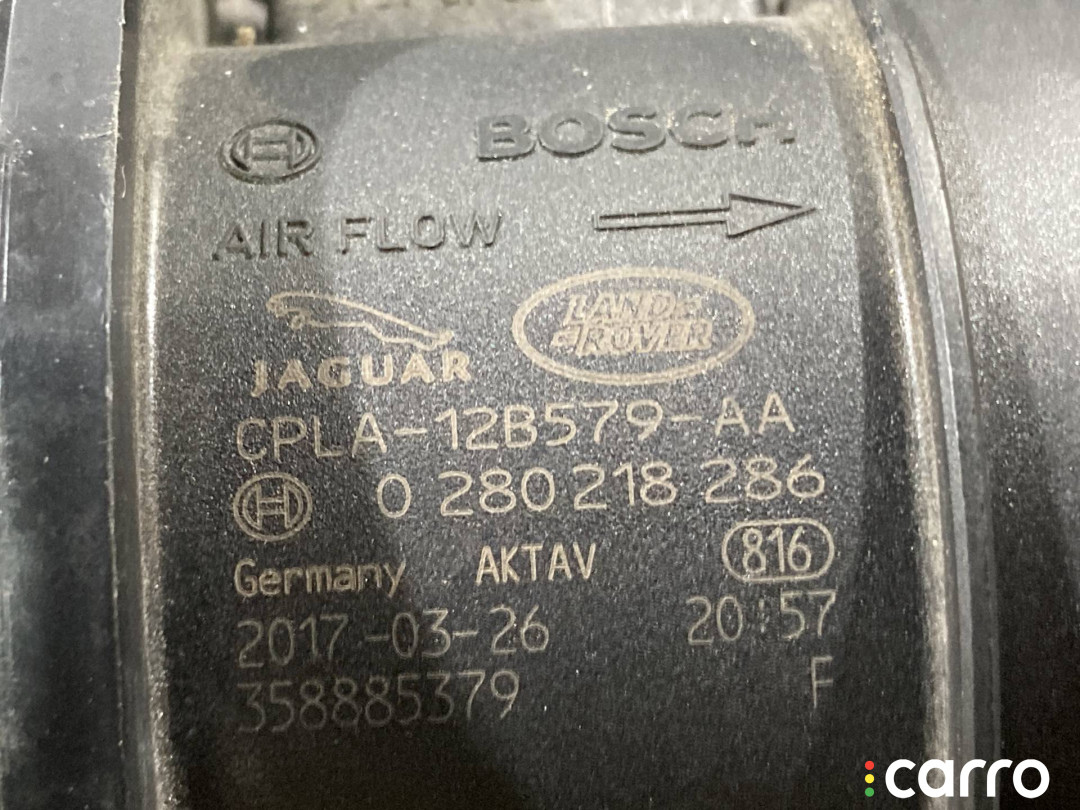 BOSCH
AIR FLOW
JAGUAR
LAND
ROVER
CPLA-12B579-AA
0 280 218 286
Germany AKTAV 816
2017-03-26 20:57
358885379 F
carro